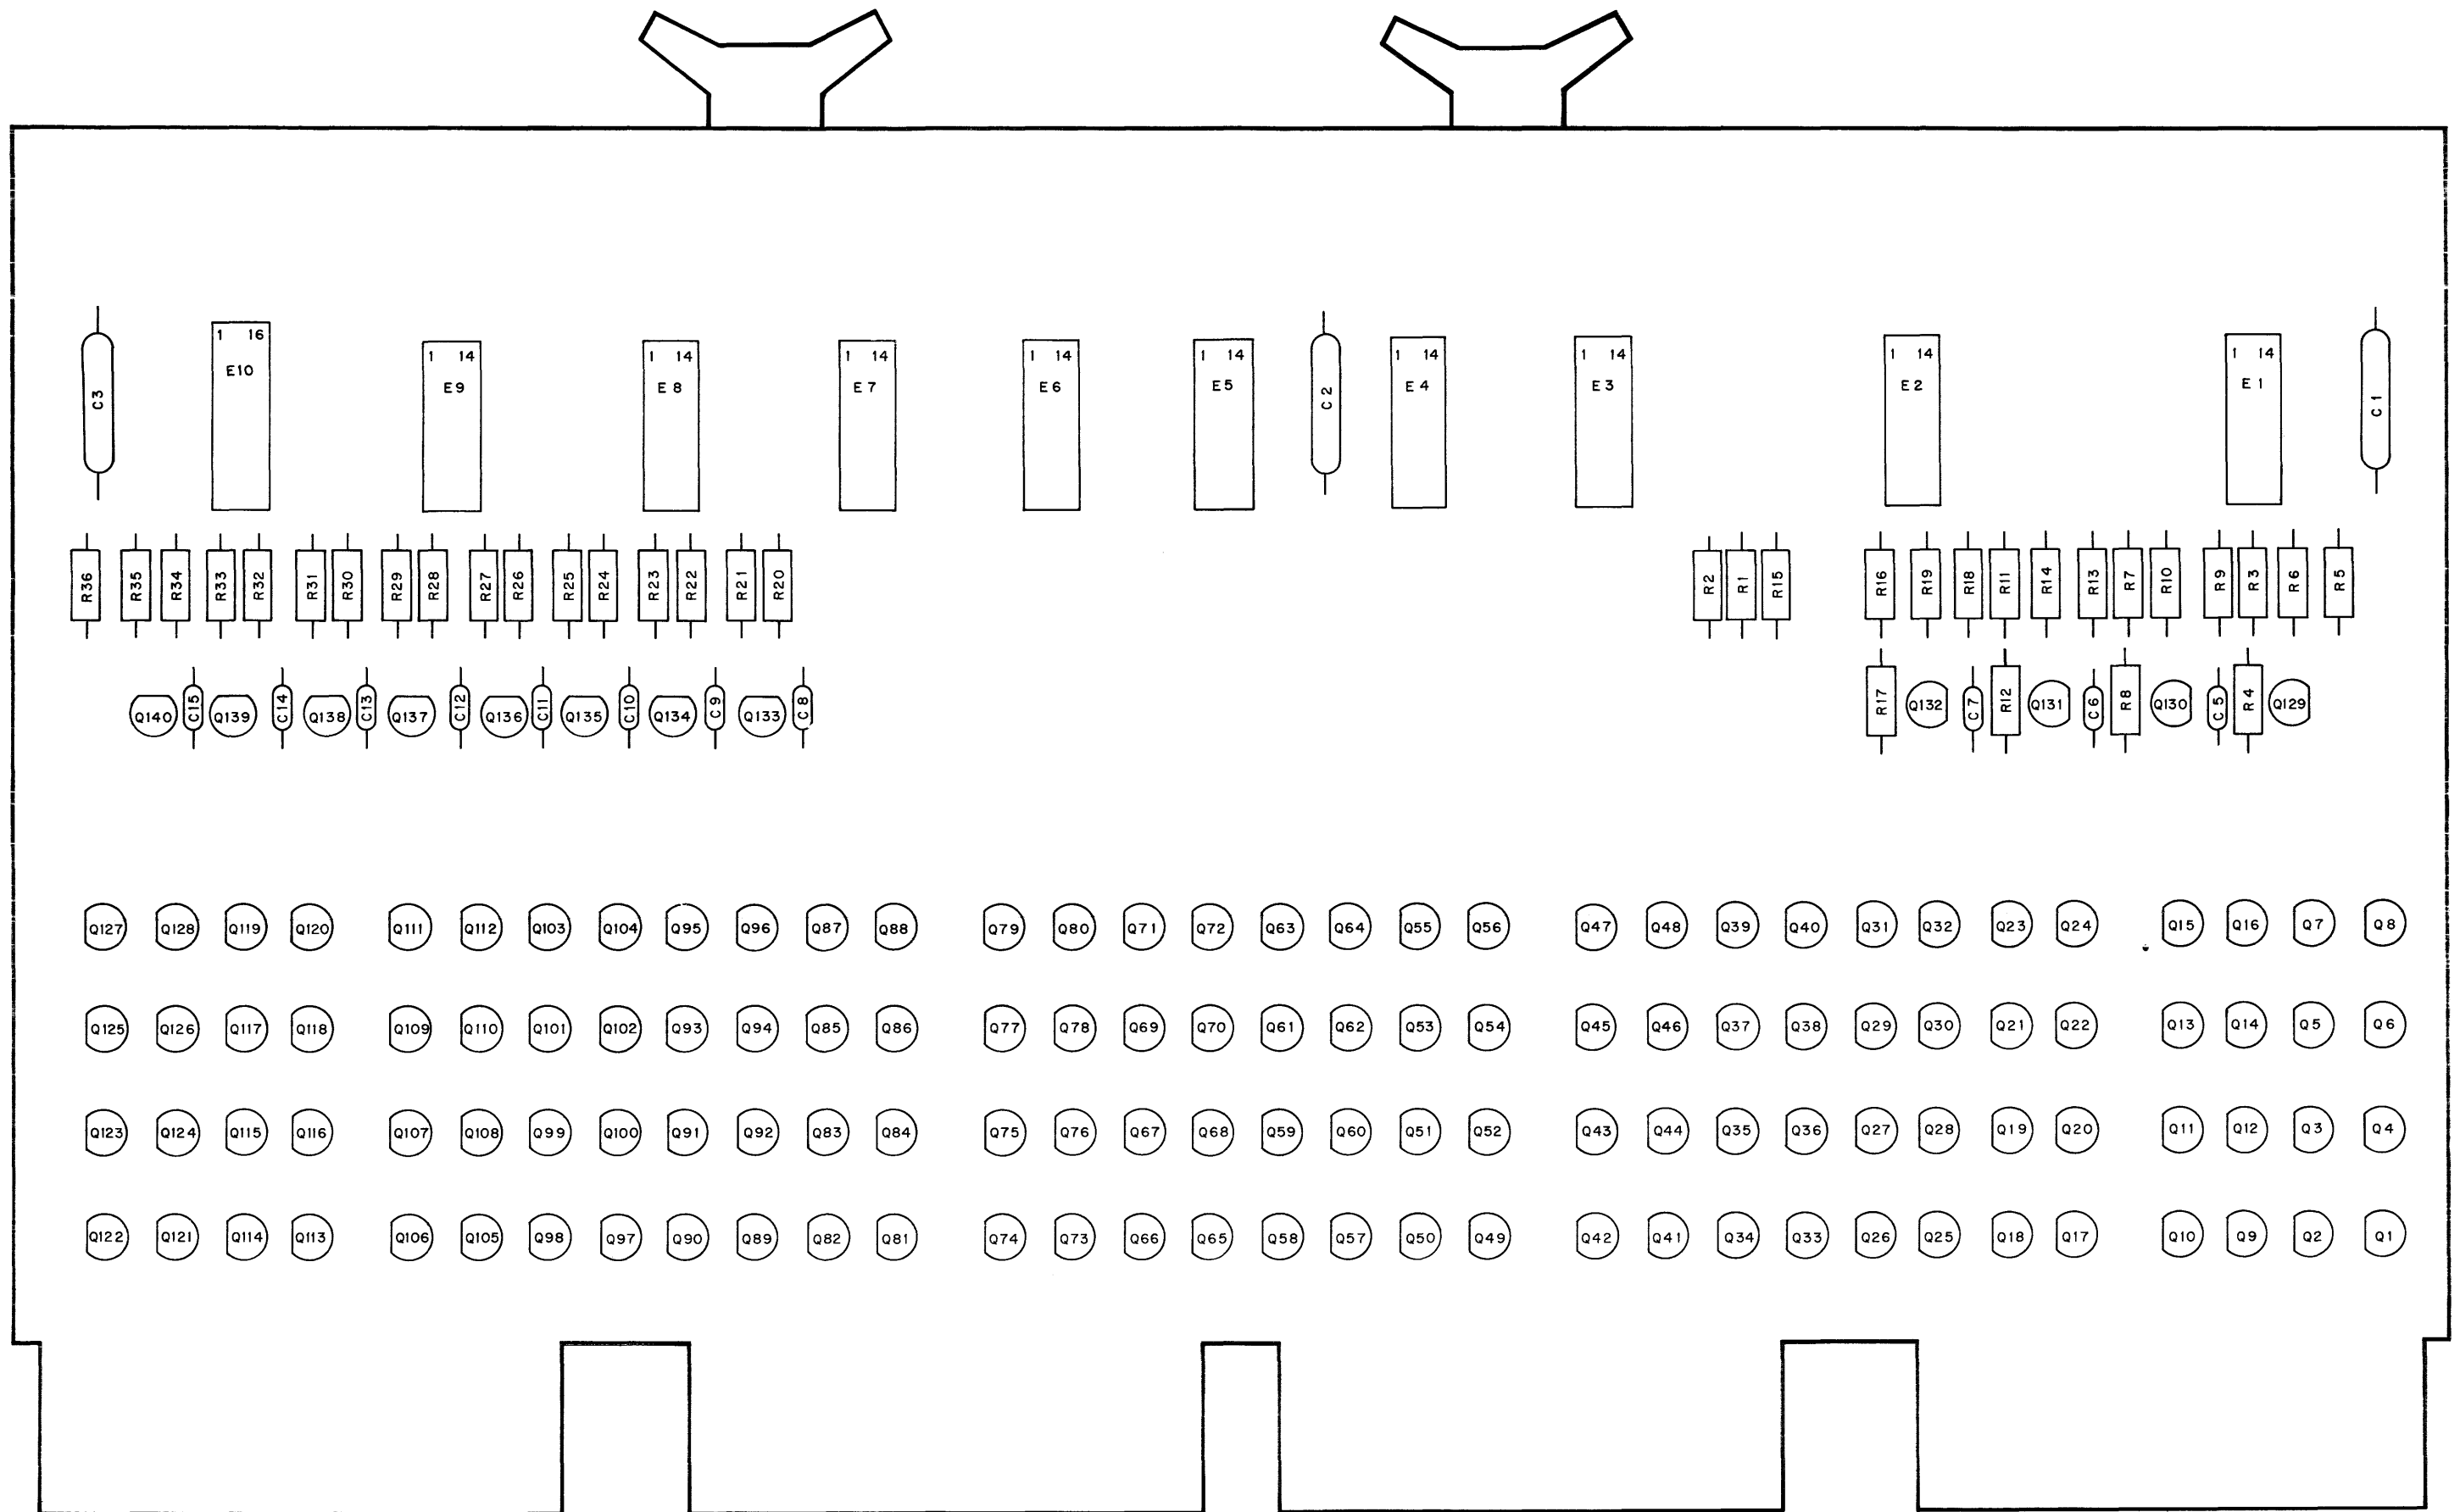 1 16
E10
1 14
E9
1 14
E8
1 14
E7
1 14
E6
1 14
E5
1 14
E4
1 14
E3
1 14
E2
1 14
E1
C3
C2
C1
R36 R35 R34 R33 R32 R31 R30 R29 R28 R27 R26 R25 R24 R23 R22 R21 R20 R2 R1 R15 R16 R19 R18 R11 R14 R13 R7 R10 R9 R3 R6 R5
Q140 C15 Q139 C14 Q138 C13 Q137 C12 Q136 C11 Q135 C10 Q134 C9 Q133 C8 R17 Q132 C7 R12 Q131 C6 R8 Q130 C5 R4 Q129
Q127 Q128 Q119 Q120 Q111 Q112 Q103 Q104 Q95 Q96 Q87 Q88 Q79 Q80 Q71 Q72 Q63 Q64 Q55 Q56 Q47 Q48 Q39 Q40 Q31 Q32 Q23 Q24 Q15 Q16 Q7 Q8
Q125 Q126 Q117 Q118 Q109 Q110 Q101 Q102 Q93 Q94 Q85 Q86 Q77 Q78 Q69 Q70 Q61 Q62 Q53 Q54 Q45 Q46 Q37 Q38 Q29 Q30 Q21 Q22 Q13 Q14 Q5 Q6
Q123 Q124 Q115 Q116 Q107 Q108 Q99 Q100 Q91 Q92 Q83 Q84 Q75 Q76 Q67 Q68 Q59 Q60 Q51 Q52 Q43 Q44 Q35 Q36 Q27 Q28 Q19 Q20 Q11 Q12 Q3 Q4
Q122 Q121 Q114 Q113 Q106 Q105 Q98 Q97 Q90 Q89 Q82 Q81 Q74 Q73 Q66 Q65 Q58 Q57 Q50 Q49 Q42 Q41 Q34 Q33 Q26 Q25 Q18 Q17 Q10 Q9 Q2 Q1